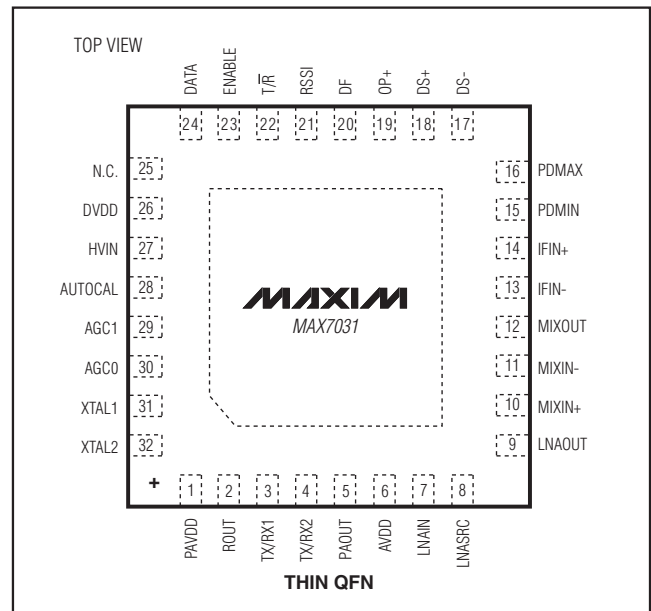 TOP VIEW
DATA
ENABLE
T/R̅
RSSI
DF
OP+
DS+
DS-
24 23 22 21 20 19 18 17
N.C. 25
DVDD 26
HVIN 27
AUTOCAL 28
AGC1 29
AGC0 30
XTAL1 31
XTAL2 32
MAXIM
MAX7031
16 PDMAX
15 PDMIN
14 IFIN+
13 IFIN-
12 MIXOUT
11 MIXIN-
10 MIXIN+
9 LNAOUT
+
1 2 3 4 5 6 7 8
PAVDD
ROUT
TX/RX1
TX/RX2
PAOUT
AVDD
LNAIN
LNASRC
THIN QFN